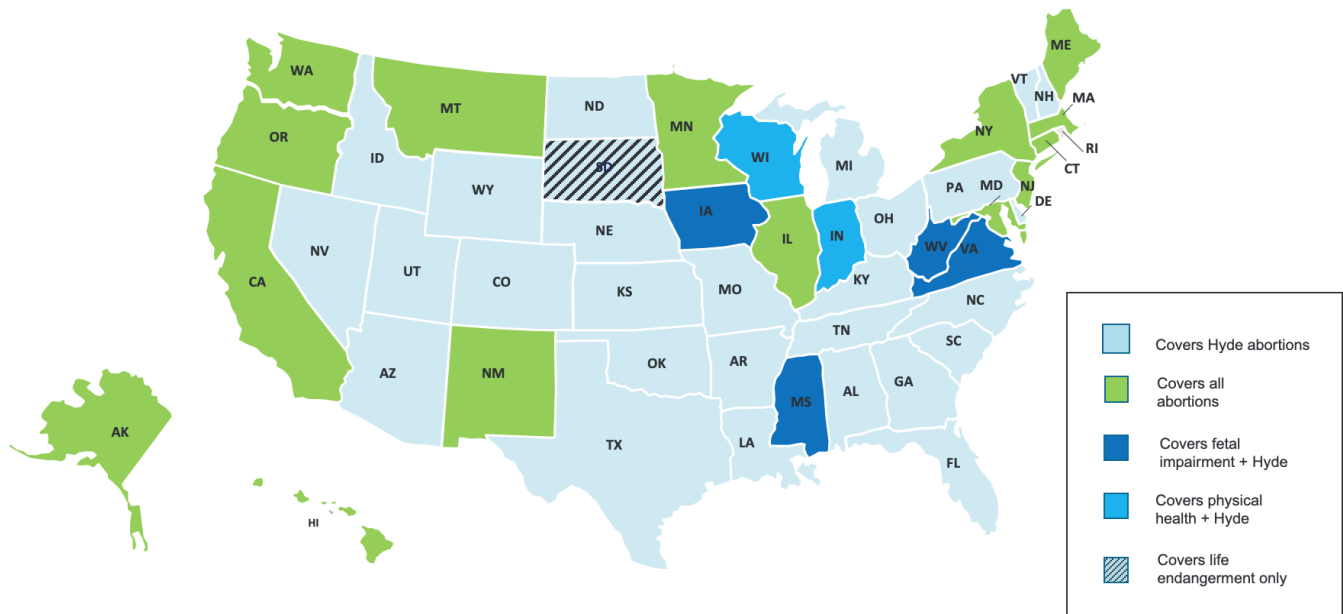 ME
WA
VT
MT
ND
NH
MA
MN
OR
NY
ID
SD
WI
RI
MI
CT
WY
PA
MD
NJ
DE
IA
OH
NE
IL
IN
NV
WV
VA
UT
CA
CO
KY
KS
MO
NC
TN
SC
OK
AR
AZ
NM
GA
MS
AL
AK
TX
LA
FL
HI
Covers Hyde abortions
Covers all
abortions
Covers fetal
impairment + Hyde
Covers physical
health + Hyde
Covers life
endangerment only